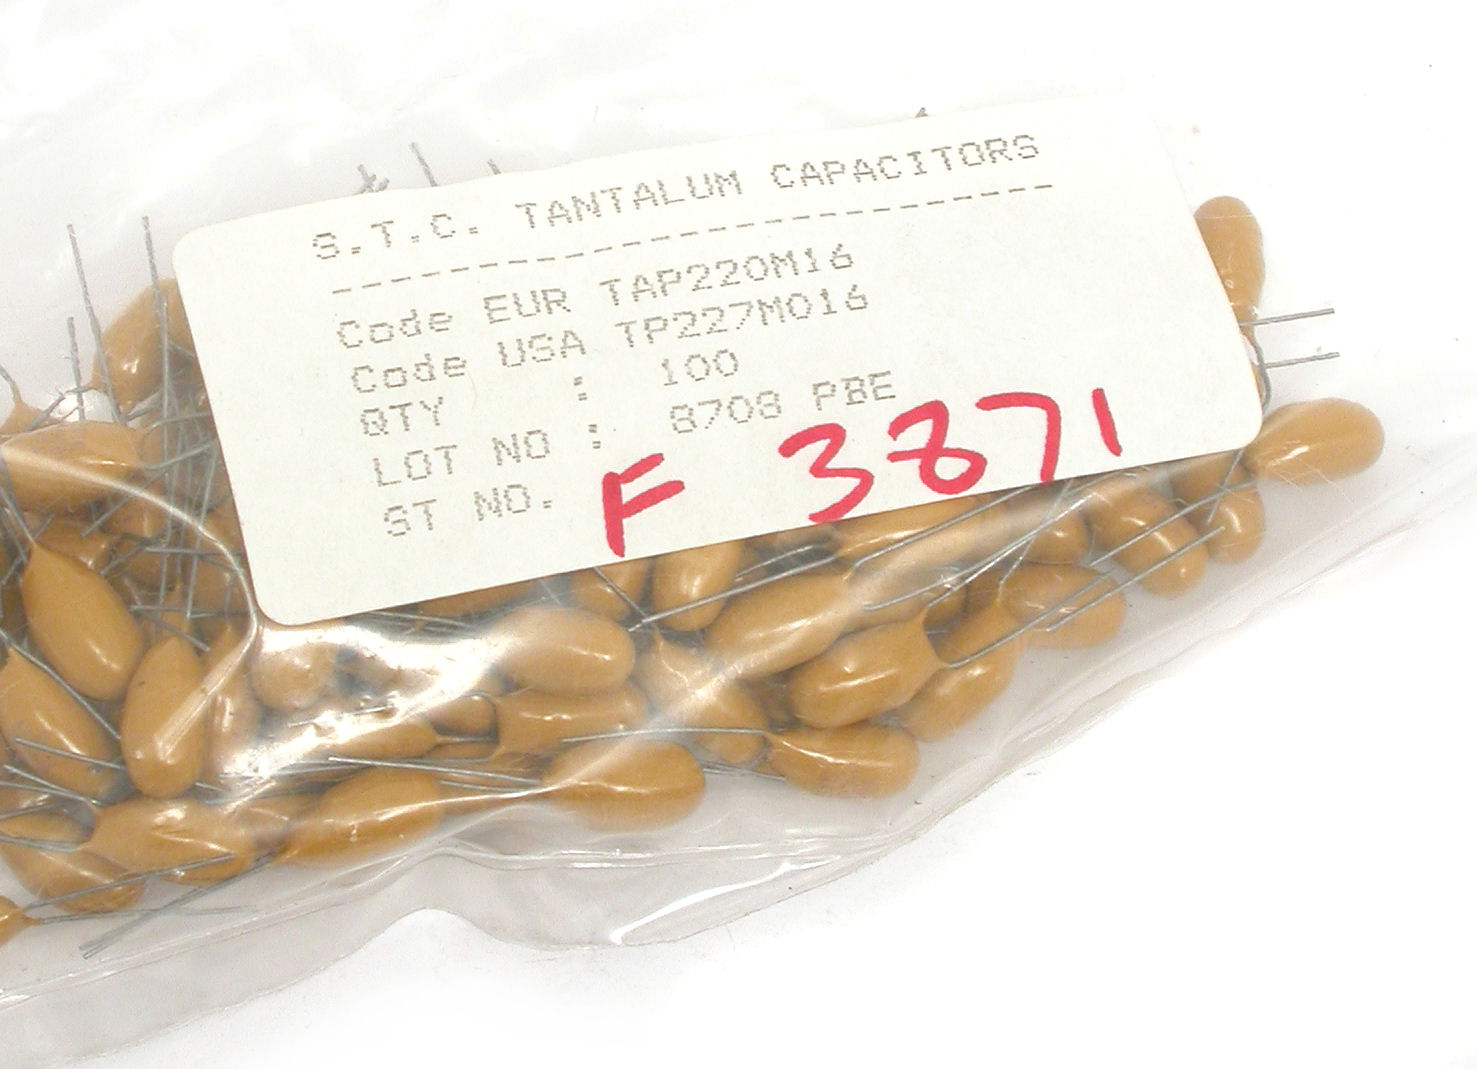 S.T.C. TANTALUM CAPACITORS
--------------------------
Code EUR TAP220M16
Code USA TP227M016
QTY : 100
LOT NO : 8708 PBE
ST NO. F 3871